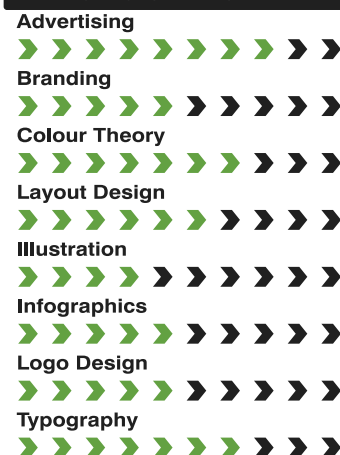 Advertising
Branding
Colour Theory
Layout Design
Illustration
Infographics
Logo Design
Typography